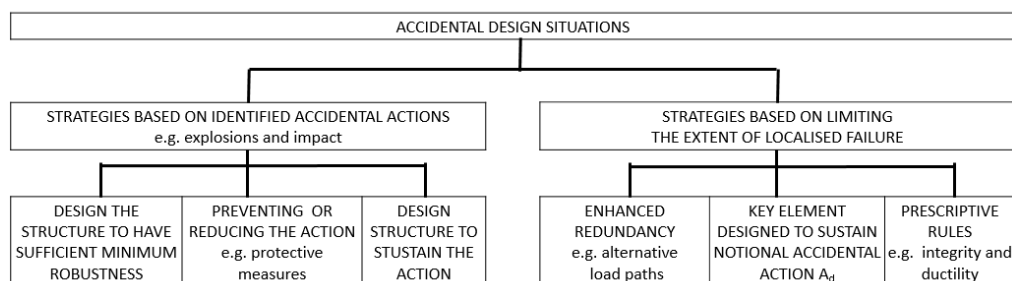 ACCIDENTAL DESIGN SITUATIONS
STRATEGIES BASED ON IDENTIFIED ACCIDENTAL ACTIONS
e.g. explosions and impact
STRATEGIES BASED ON LIMITING
THE EXTENT OF LOCALISED FAILURE
DESIGN THE
STRUCTURE TO HAVE
SUFFICIENT MINIMUM
ROBUSTNESS
PREVENTING OR
REDUCING THE ACTION
e.g. protective
measures
DESIGN
STRUCTURE TO
STUSTAIN THE
ACTION
ENHANCED
REDUNDANCY
e.g. alternative
load paths
KEY ELEMENT
DESIGNED TO SUSTAIN
NOTIONAL ACCIDENTAL
ACTION Ad
PRESCRIPTIVE
RULES
e.g. integrity and
ductility